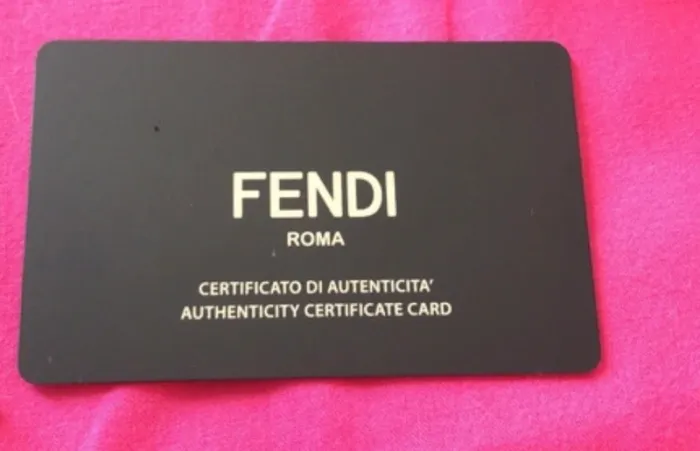 FENDI
ROMA
CERTIFICATO DI AUTENTICITA'
AUTHENTICITY CERTIFICATE CARD